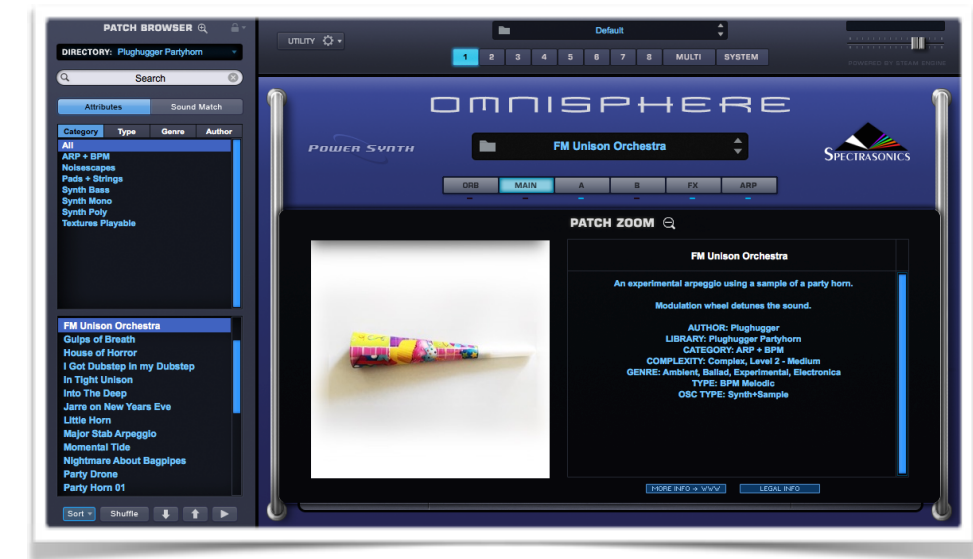 PATCH BROWSER
DIRECTORY: Plughugger Partyhorn
Search
Attributes Sound Match
Category Type Genre Author
All
ARP + BPM
Noisescapes
Pads + Strings
Synth Bass
Synth Mono
Synth Poly
Textures Playable
FM Unison Orchestra
Gulps of Breath
House of Horror
I Got Dubstep in my Dubstep
In Tight Unison
Into The Deep
Jarre on New Years Eve
Little Horn
Major Stab Arpeggio
Momental Tide
Nightmare About Bagpipes
Party Drone
Party Horn 01
Sort Shuffle
UTILITY
Default
1 2 3 4 5 6 7 8 MULTI SYSTEM
POWERED BY STEAM ENGINE
OMNISPHERE
POWER SYNTH
FM Unison Orchestra
SPECTRASONICS
ORB MAIN A B FX ARP
PATCH ZOOM
FM Unison Orchestra
An experimental arpeggio using a sample of a party horn.
Modulation wheel detunes the sound.
AUTHOR: Plughugger
LIBRARY: Plughugger Partyhorn
CATEGORY: ARP + BPM
COMPLEXITY: Complex, Level 2 - Medium
GENRE: Ambient, Ballad, Experimental, Electronica
TYPE: BPM Melodic
OSC TYPE: Synth+Sample
MORE INFO → WWW LEGAL INFO